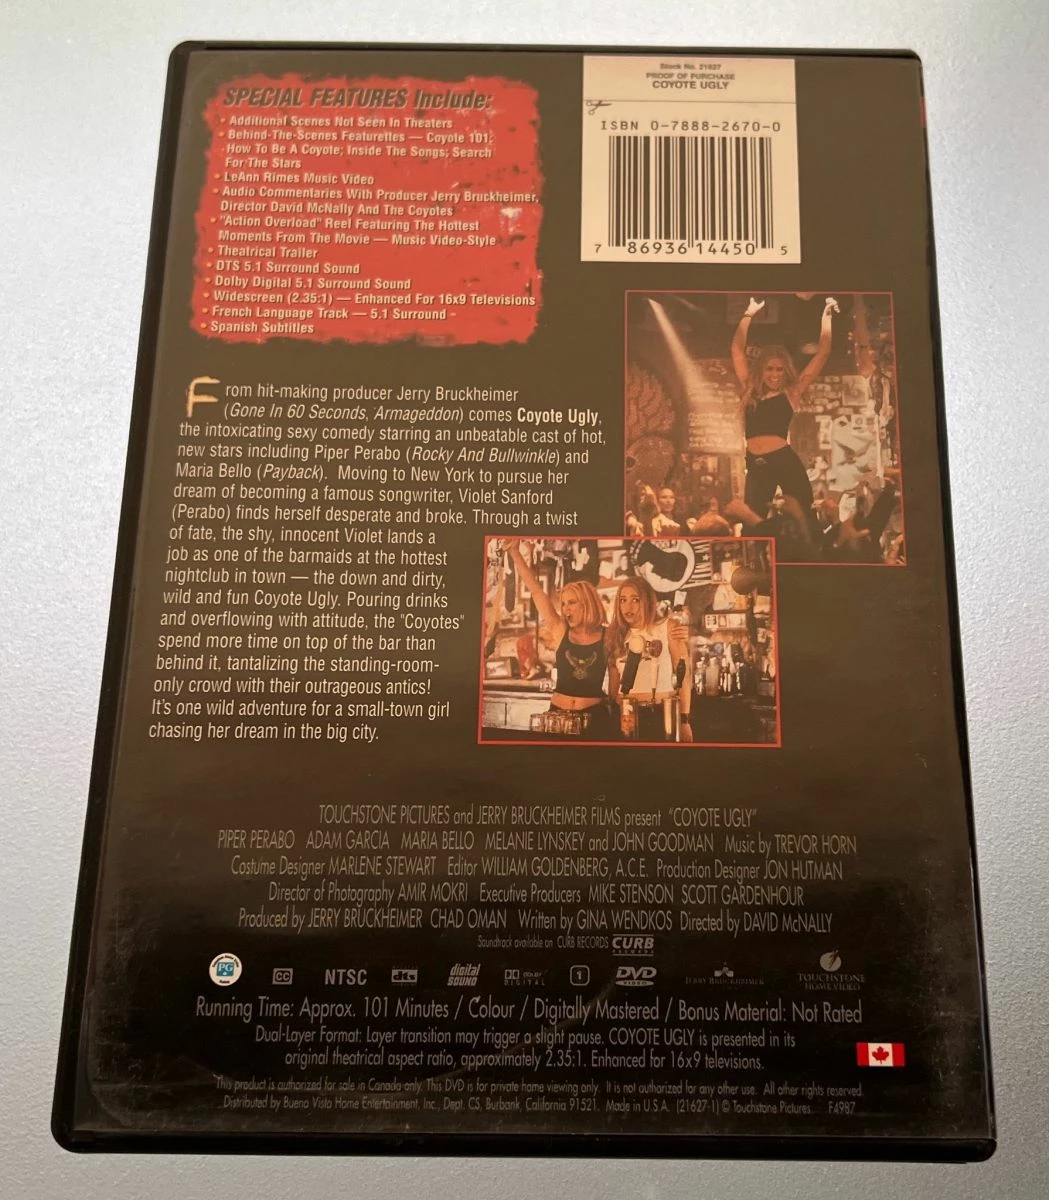 SPECIAL FEATURES Include:
• Additional Scenes Not Seen In Theaters
• Behind-The-Scenes Featurettes — Coyote 101:
How To Be A Coyote; Inside The Songs; Search
For The Stars
• LeAnn Rimes Music Video
• Audio Commentaries With Producer Jerry Bruckheimer,
Director David McNally And The Coyotes
• "Action Overload" Reel Featuring The Hottest
Moments From The Movie — Music Video-Style
• Theatrical Trailer
• DTS 5.1 Surround Sound
• Dolby Digital 5.1 Surround Sound
• Widescreen (2.35:1) — Enhanced For 16x9 Televisions
• French Language Track — 5.1 Surround
• Spanish Subtitles
Stock No. 21627
PROOF OF PURCHASE
COYOTE UGLY
ISBN 0-7888-2670-0
7 86936 14450 5
From hit-making producer Jerry Bruckheimer
(Gone In 60 Seconds, Armageddon) comes Coyote Ugly,
the intoxicating sexy comedy starring an unbeatable cast of hot,
new stars including Piper Perabo (Rocky And Bullwinkle) and
Maria Bello (Payback). Moving to New York to pursue her
dream of becoming a famous songwriter, Violet Sanford
(Perabo) finds herself desperate and broke. Through a twist
of fate, the shy, innocent Violet lands a
job as one of the barmaids at the hottest
nightclub in town — the down and dirty,
wild and fun Coyote Ugly. Pouring drinks
and overflowing with attitude, the "Coyotes"
spend more time on top of the bar than
behind it, tantalizing the standing-room-
only crowd with their outrageous antics!
It's one wild adventure for a small-town girl
chasing her dream in the big city.
TOUCHSTONE PICTURES and JERRY BRUCKHEIMER FILMS present "COYOTE UGLY"
PIPER PERABO ADAM GARCIA MARIA BELLO MELANIE LYNSKEY and JOHN GOODMAN Music by TREVOR HORN
Costume Designer MARLENE STEWART Editor WILLIAM GOLDENBERG, A.C.E. Production Designer JON HUTMAN
Director of Photography AMIR MOKRI Executive Producers MIKE STENSON SCOTT GARDENHOUR
Produced by JERRY BRUCKHEIMER CHAD OMAN Written by GINA WENDKOS Directed by DAVID McNALLY
Soundtrack available on CURB RECORDS CURB RECORDS
PG CC NTSC dts digital SOUND DOLBY DIGITAL 1 DVD VIDEO JERRY BRUCKHEIMER TOUCHSTONE HOME VIDEO
Running Time: Approx. 101 Minutes / Colour / Digitally Mastered / Bonus Material: Not Rated
Dual-Layer Format: Layer transition may trigger a slight pause. COYOTE UGLY is presented in its
original theatrical aspect ratio, approximately 2.35:1. Enhanced for 16x9 televisions.
This product is authorized for sale in Canada only. This DVD is for private home viewing only. It is not authorized for any other use. All other rights reserved.
Distributed by Buena Vista Home Entertainment, Inc., Dept. CS, Burbank, California 91521. Made in U.S.A. (21627-1) © Touchstone Pictures. F4987